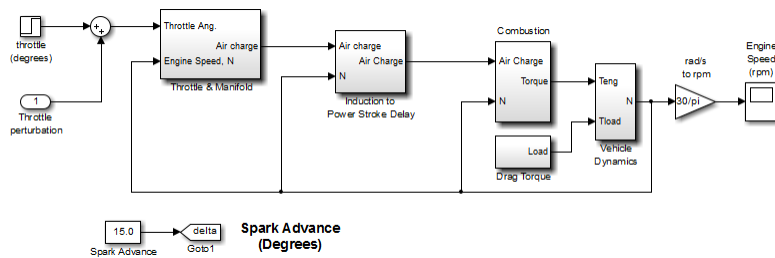 throttle
(degrees)
1
Throttle
perturbation
Throttle Ang.
Air charge
Engine Speed, N
Throttle & Manifold
Air charge
Air Charge
N
Induction to
Power Stroke Delay
Combustion
Air Charge
Torque
N
Load
Drag Torque
Teng
N
Tload
Vehicle
Dynamics
rad/s
to rpm
30/pi
Engine
Speed
(rpm)
15.0
Spark Advance
delta
Goto1
Spark Advance
(Degrees)